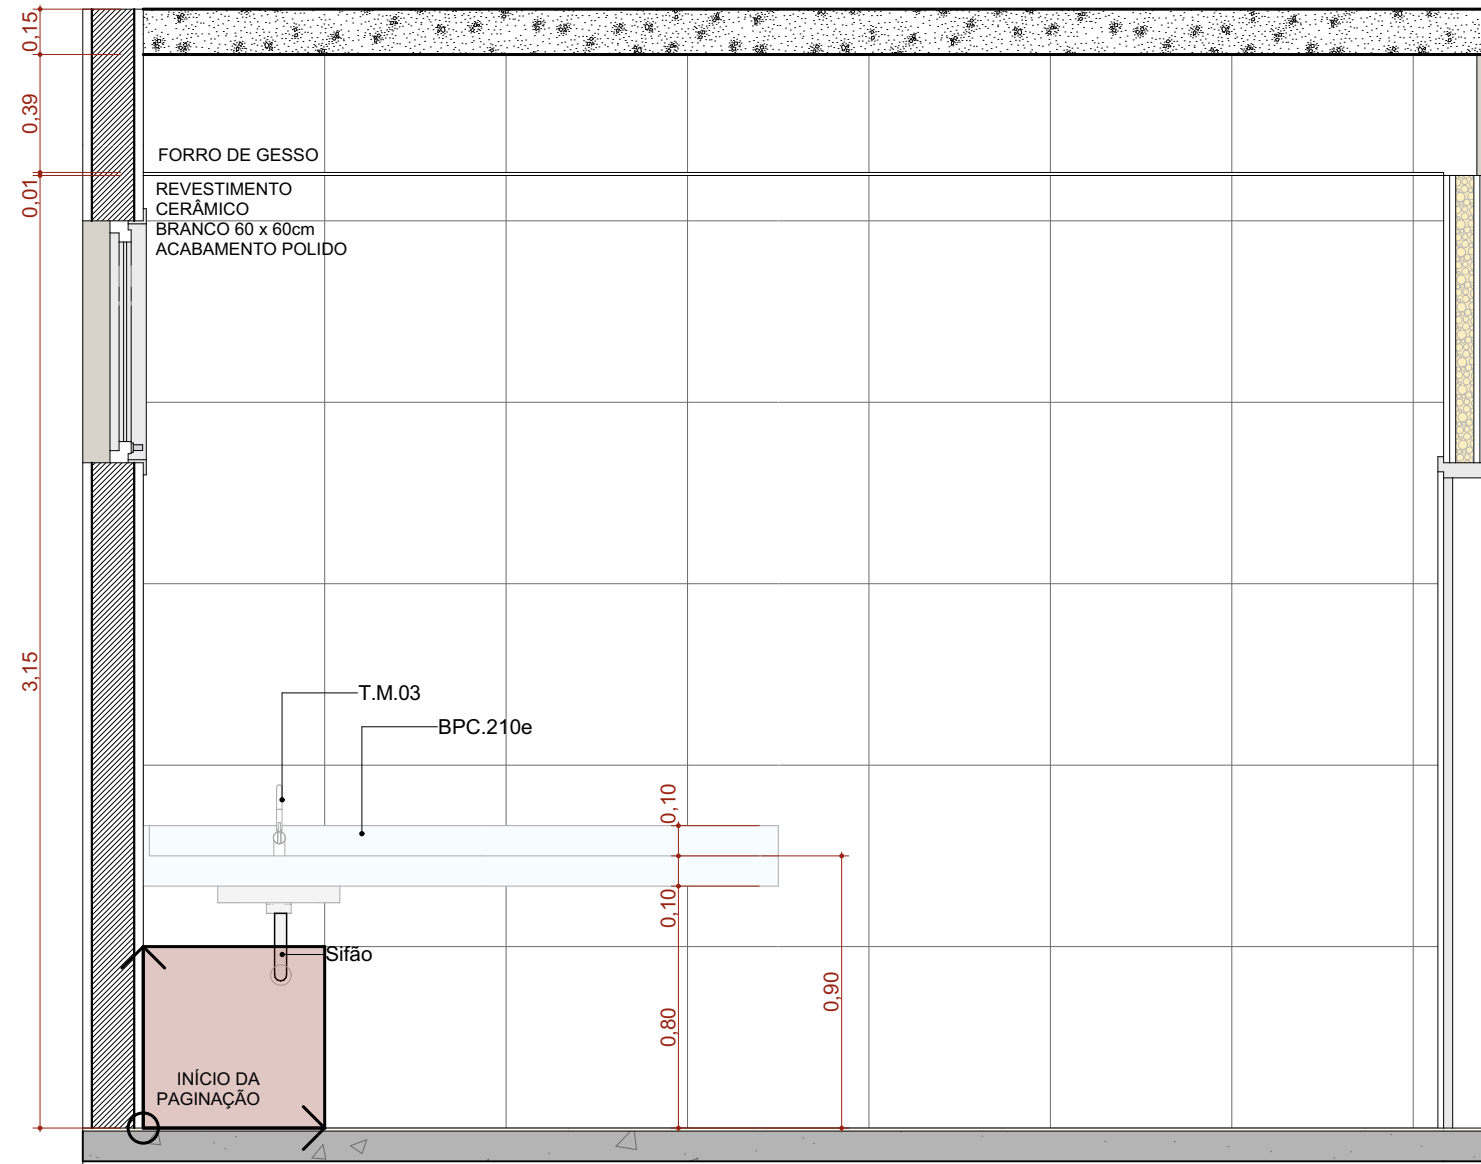 0,15
0,39
FORRO DE GESSO
0,01
REVESTIMENTO
CERÂMICO
BRANCO 60 x 60cm
ACABAMENTO POLIDO
3,15
T.M.03
BPC.210e
0,10
0,10
Sifão
0,90
0,80
INÍCIO DA
PAGINAÇÃO